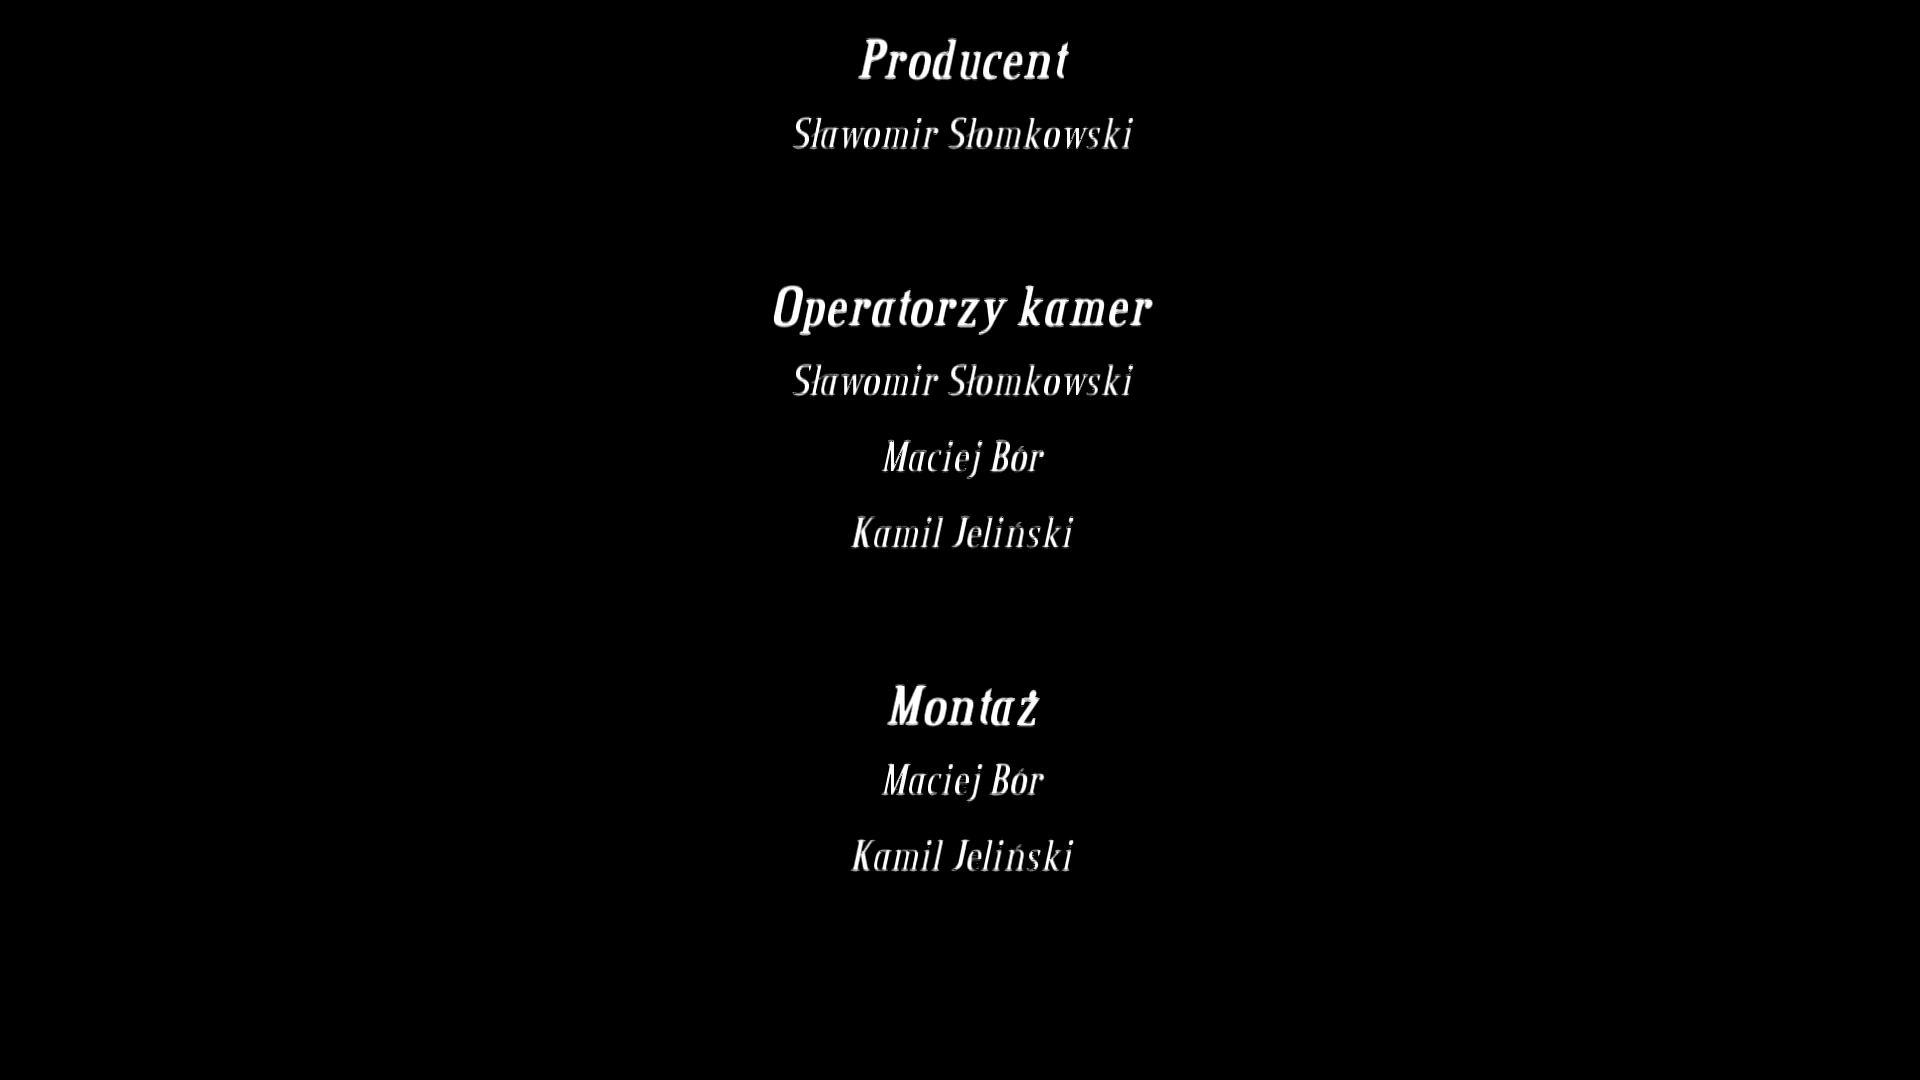 Producent
Sławomir Słomkowski
Operatorzy kamer
Sławomir Słomkowski
Maciej Bór
Kamil Jeliński
Montaż
Maciej Bór
Kamil Jeliński